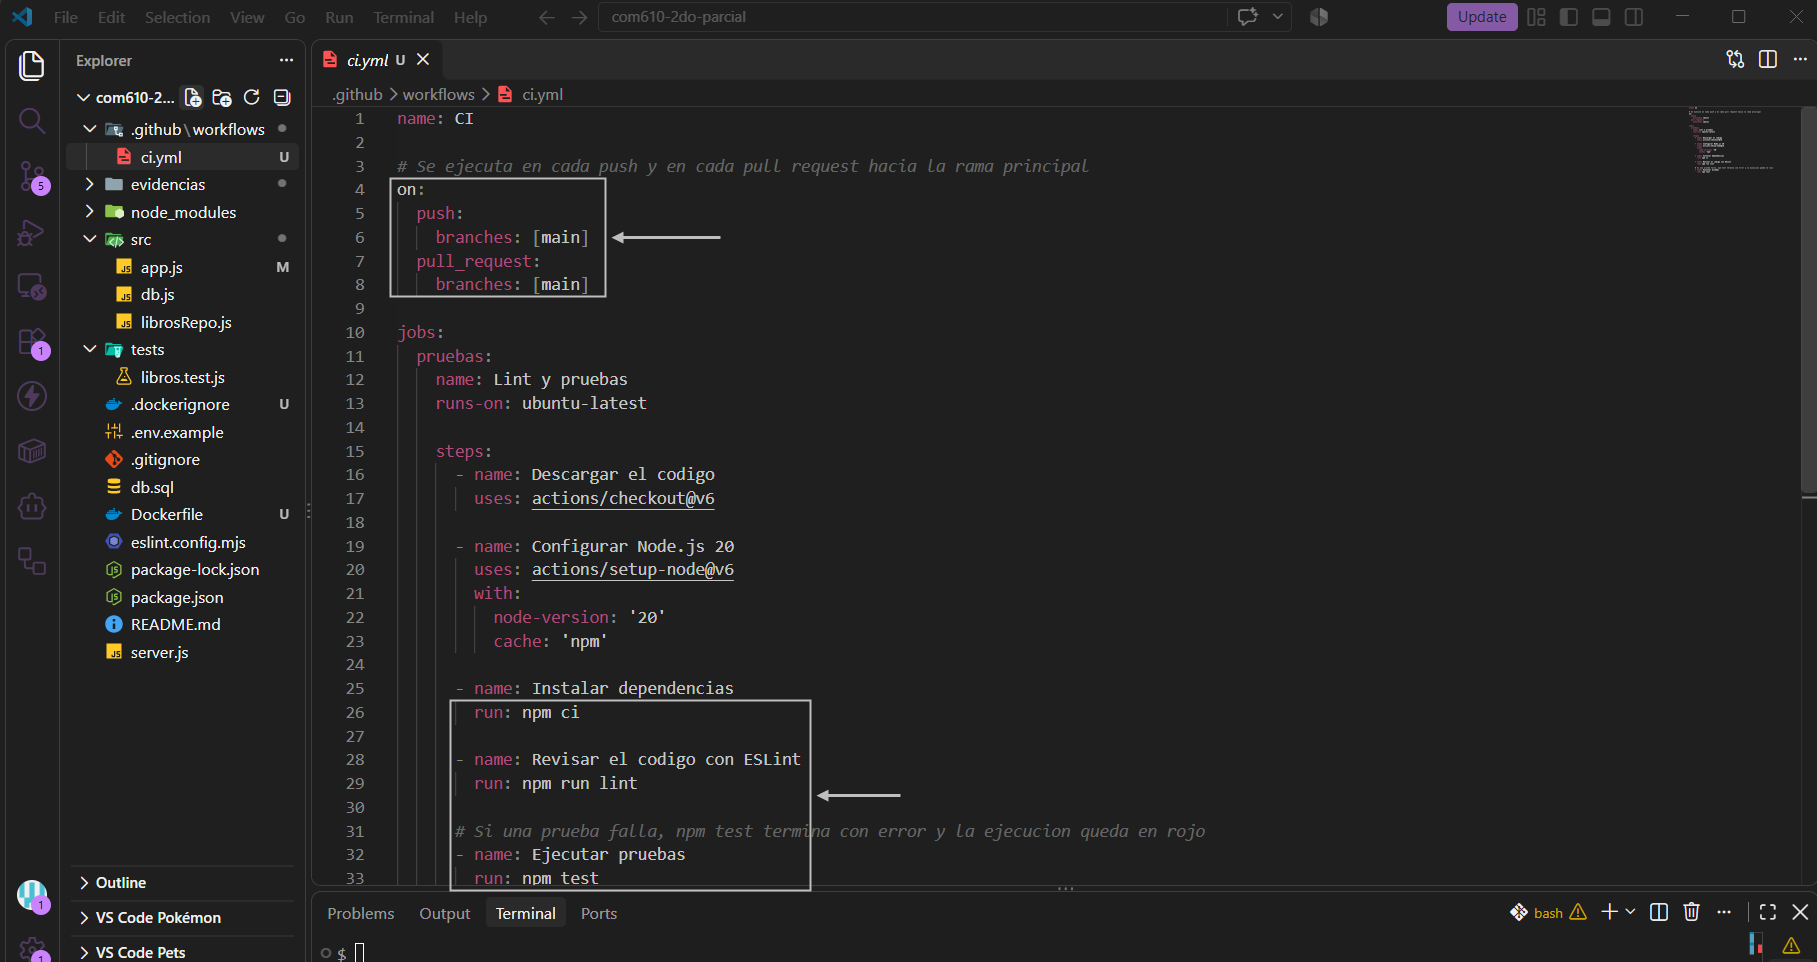 File Edit Selection View Go Run Terminal Help
com610-2do-parcial
Update
Explorer
com610-2...
.github\workflows
ci.yml U
evidencias
node_modules
src
app.js M
db.js
librosRepo.js
tests
libros.test.js
.dockerignore U
.env.example
.gitignore
db.sql
Dockerfile U
eslint.config.mjs
package-lock.json
package.json
README.md
server.js
Outline
VS Code Pokémon
VS Code Pets
5
1
1
1
ci.yml U
.github > workflows > ci.yml
1 name: CI
2
3 # Se ejecuta en cada push y en cada pull request hacia la rama principal
4 on:
5 push:
6 branches: [main]
7 pull_request:
8 branches: [main]
9
10 jobs:
11 pruebas:
12 name: Lint y pruebas
13 runs-on: ubuntu-latest
14
15 steps:
16 - name: Descargar el codigo
17 uses: actions/checkout@v6
18
19 - name: Configurar Node.js 20
20 uses: actions/setup-node@v6
21 with:
22 node-version: '20'
23 cache: 'npm'
24
25 - name: Instalar dependencias
26 run: npm ci
27
28 - name: Revisar el codigo con ESLint
29 run: npm run lint
30
31 # Si una prueba falla, npm test termina con error y la ejecucion queda en rojo
32 - name: Ejecutar pruebas
33 run: npm test
Problems Output Terminal Ports
bash
$